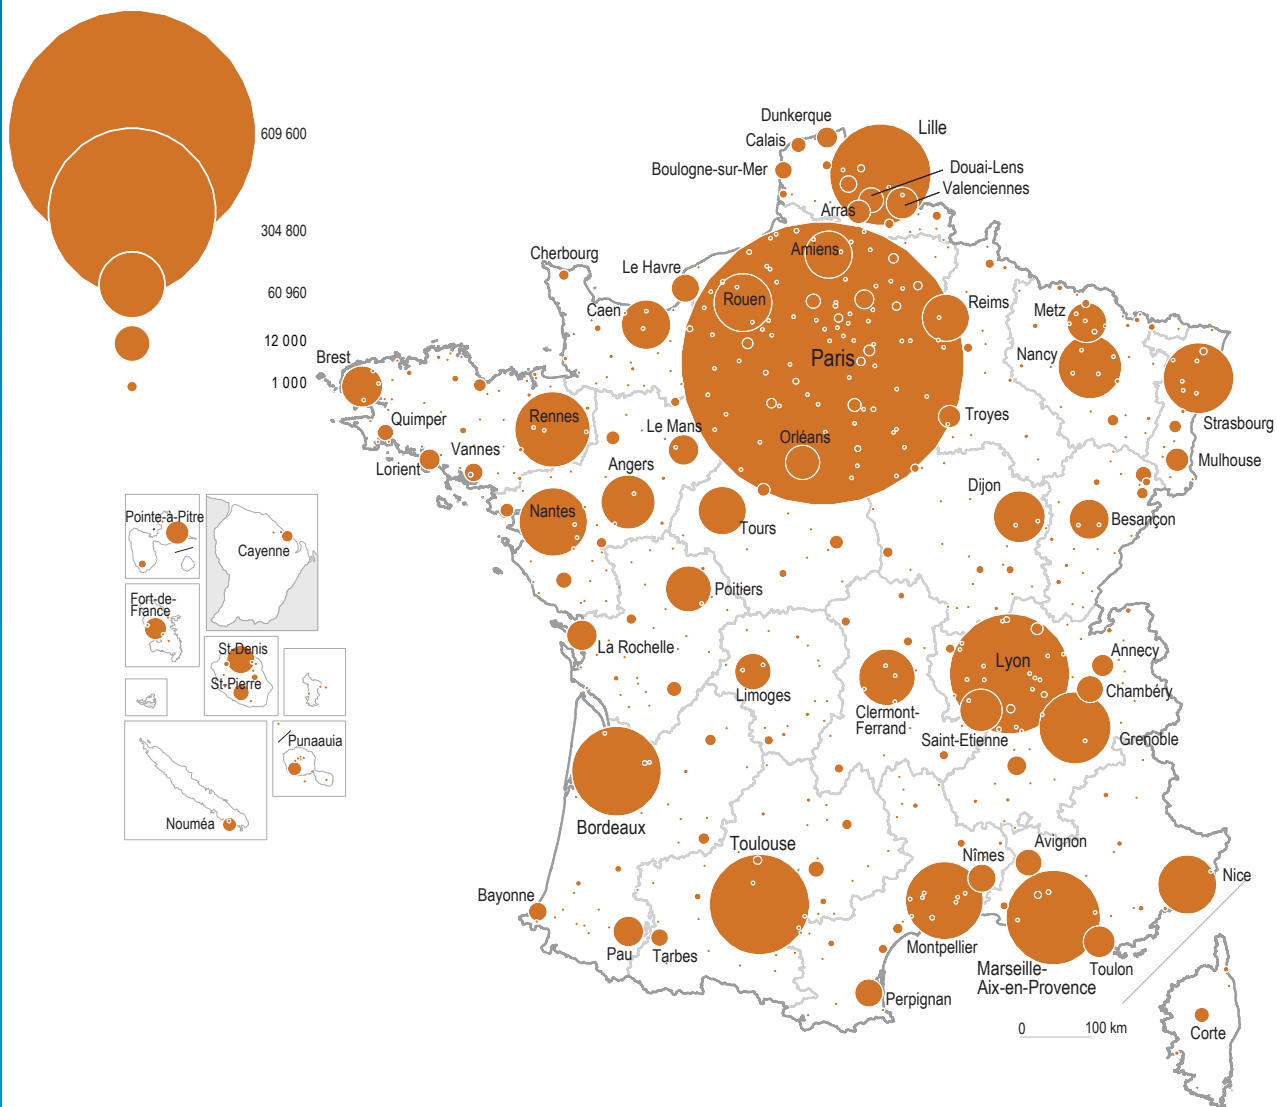 609 600
304 800
60 960
12 000
1 000
Dunkerque
Lille
Calais
Boulogne-sur-Mer
Douai-Lens
Valenciennes
Arras
Amiens
Cherbourg
Le Havre
Rouen
Caen
Reims
Metz
Nancy
Paris
Brest
Quimper
Rennes
Le Mans
Troyes
Strasbourg
Orléans
Vannes
Lorient
Angers
Mulhouse
Dijon
Nantes
Tours
Besançon
Pointe-à-Pitre
Cayenne
Poitiers
Fort-de-
France
La Rochelle
St-Denis
St-Pierre
Limoges
Lyon
Annecy
Chambéry
Clermont-
Ferrand
Saint-Etienne
Grenoble
Punaauia
Nouméa
Bordeaux
Toulouse
Avignon
Nîmes
Nice
Bayonne
Pau
Tarbes
Montpellier
Marseille-
Aix-en-Provence
Toulon
Perpignan
0
100 km
Corte